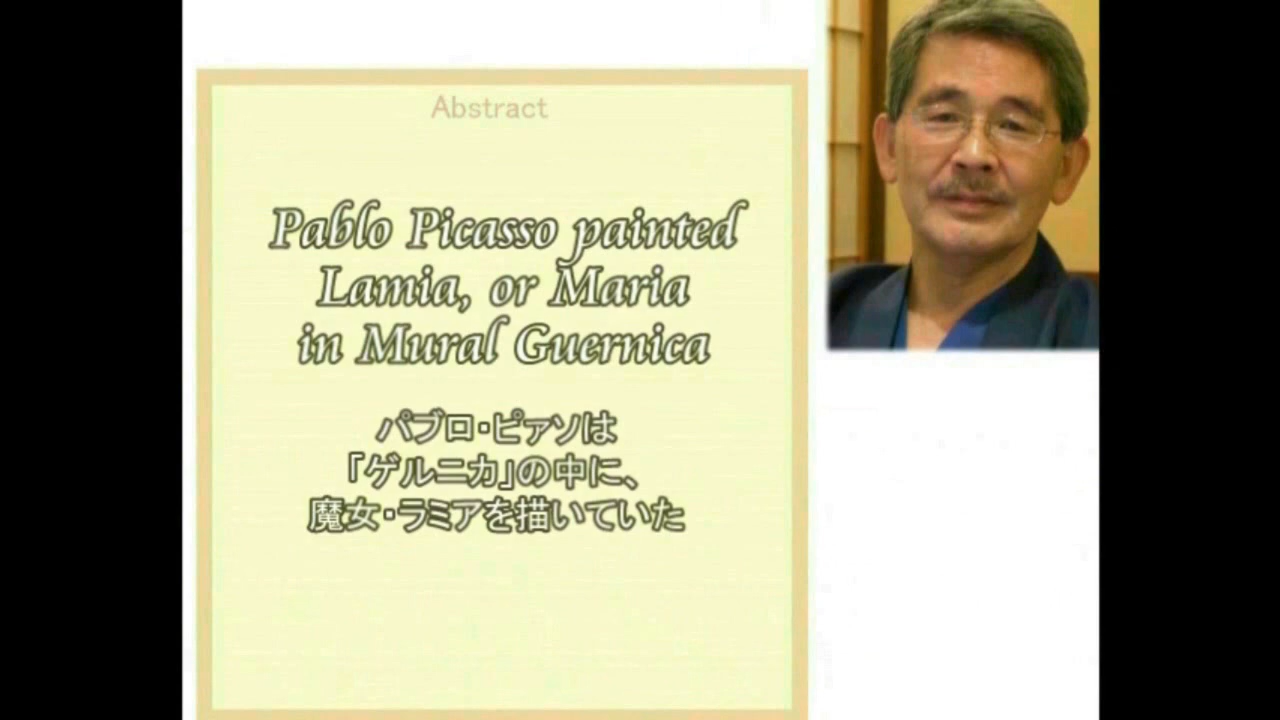 Abstract
Pablo Picasso painted
Lamia, or Maria
in Mural Guernica
パブロ・ピァソは
「ゲルニカ」の中に、
魔女・ラミアを描いていた